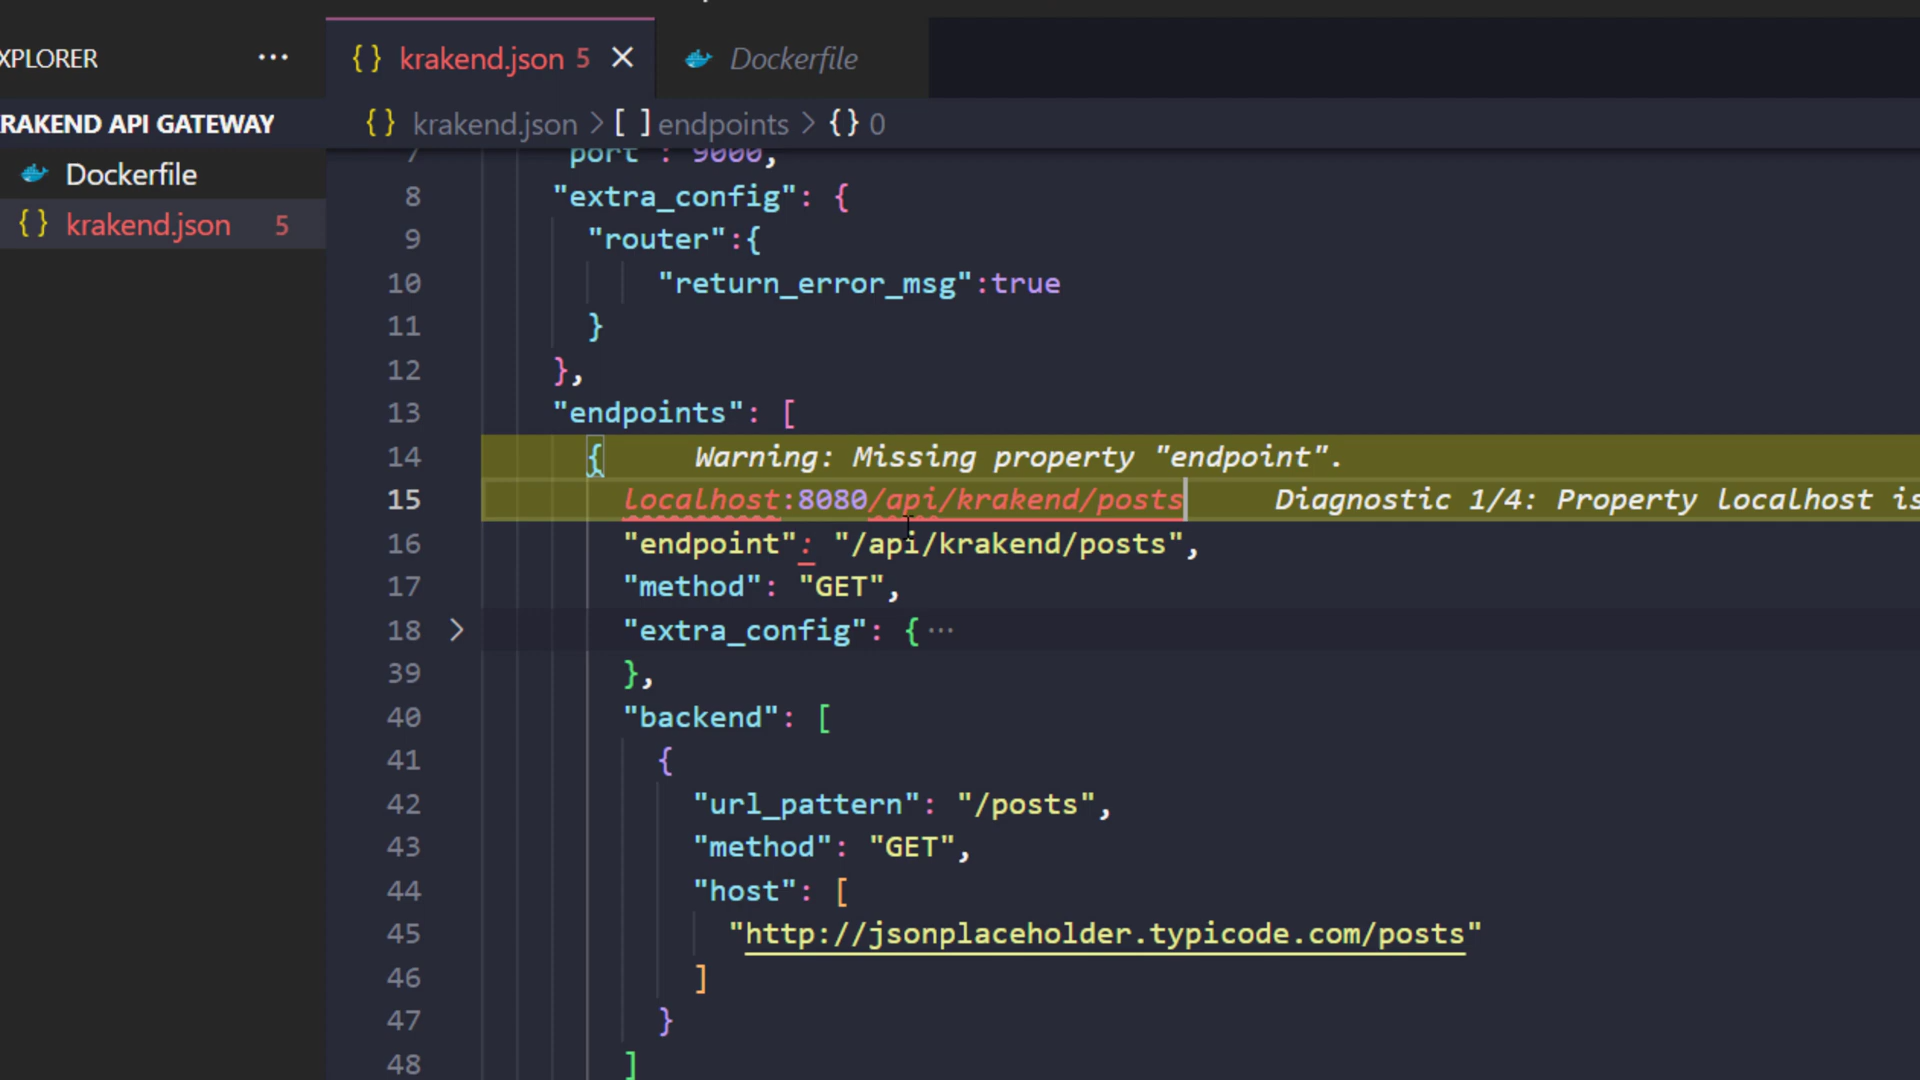 XPLORER ...
{ } krakend.json 5 × Dockerfile
RAKEND API GATEWAY
{ } krakend.json > [ ] endpoints > {} 0
Dockerfile
{ } krakend.json 5
7 port : 9000,
8 "extra_config": {
9 "router":{
10 "return_error_msg":true
11 }
12 },
13 "endpoints": [
14 { Warning: Missing property "endpoint".
15 localhost:8080/api/krakend/posts Diagnostic 1/4: Property localhost is
16 "endpoint": "/api/krakend/posts",
17 "method": "GET",
18 > "extra_config": { ...
39 },
40 "backend": [
41 {
42 "url_pattern": "/posts",
43 "method": "GET",
44 "host": [
45 "http://jsonplaceholder.typicode.com/posts"
46 ]
47 }
48 ]